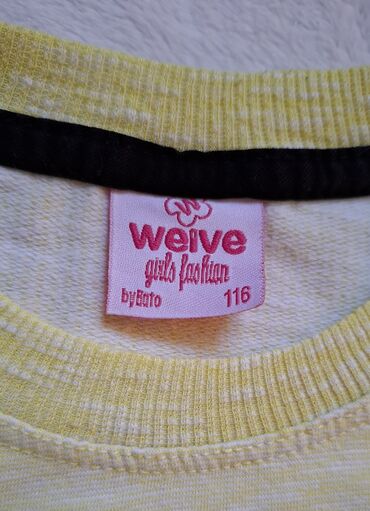 W
weive
girls fashion
byBato 116